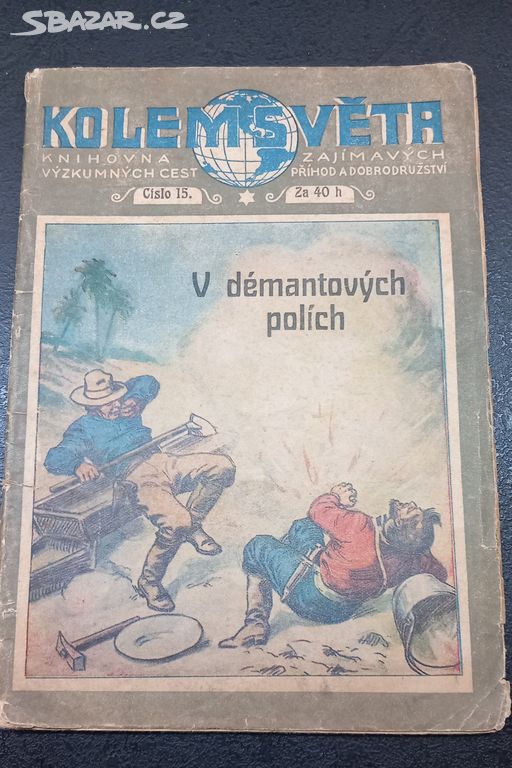 SBAZAR.CZ
KOLEM SVĚTA
KNIHOVNA ZAJÍMAVÝCH
VÝZKUMNÝCH CEST PŘÍHOD A DOBRODRUŽSTVÍ
Číslo 15. Za 40 h
V démantových
polích